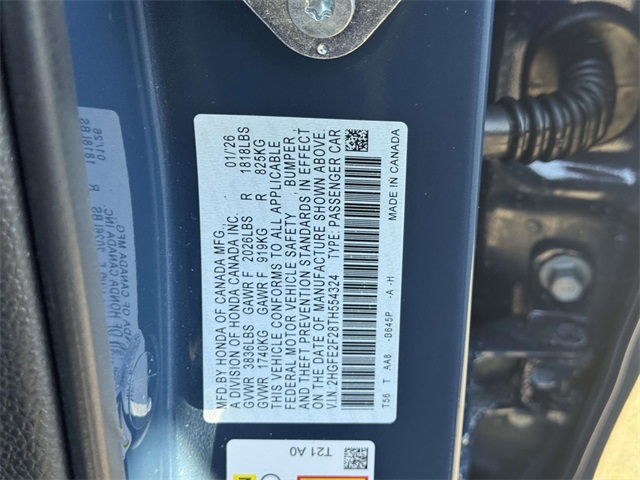 MFD. BY HONDA OF CANADA MFG. 01/26
A DIVISION OF HONDA CANADA INC.
GVWR 3836LBS GAWR F 2026LBS R 1818LBS
GVWR 1740KG GAWR F 919KG R 825KG
THIS VEHICLE CONFORMS TO ALL APPLICABLE
FEDERAL MOTOR VEHICLE SAFETY, BUMPER,
AND THEFT PREVENTION STANDARDS IN EFFECT
ON THE DATE OF MANUFACTURE SHOWN ABOVE.
V.I.N. 2HGFE2F28TH554324 TYPE: PASSENGER CAR
T56 T AA8 -B645P -A -H MADE IN CANADA
T21 A0